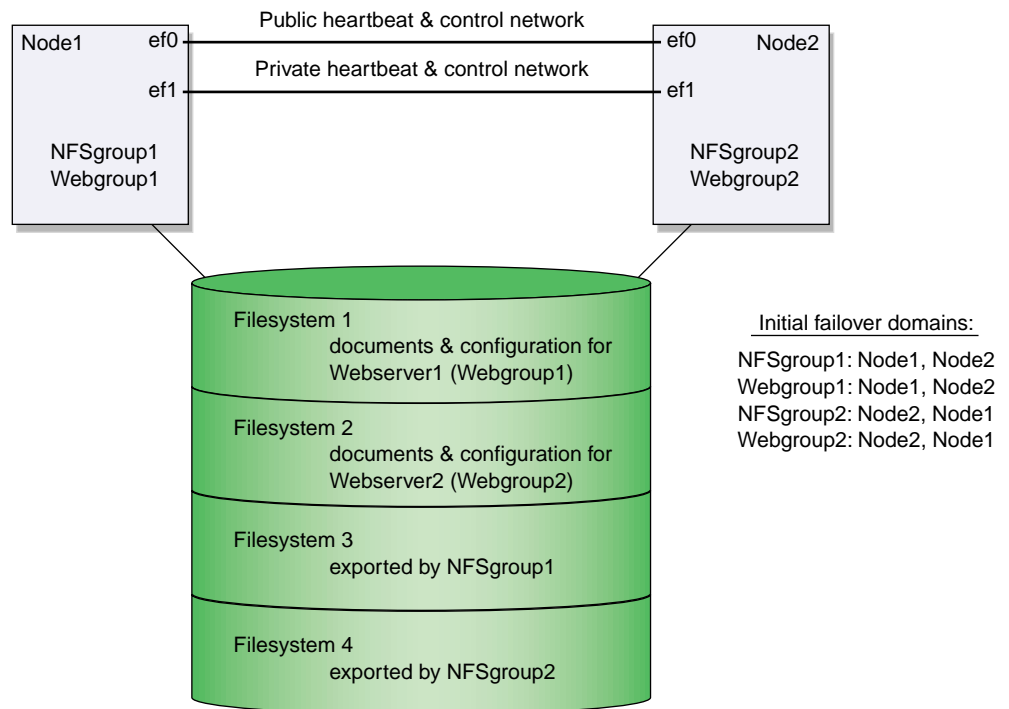 Public heartbeat & control network
Node1
ef0
ef0
Node2
Private heartbeat & control network
ef1
ef1
NFSgroup1
Webgroup1
NFSgroup2
Webgroup2
Filesystem 1
documents & configuration for
Webserver1 (Webgroup1)
Filesystem 2
documents & configuration for
Webserver2 (Webgroup2)
Filesystem 3
exported by NFSgroup1
Filesystem 4
exported by NFSgroup2
Initial failover domains:
NFSgroup1: Node1, Node2
Webgroup1: Node1, Node2
NFSgroup2: Node2, Node1
Webgroup2: Node2, Node1